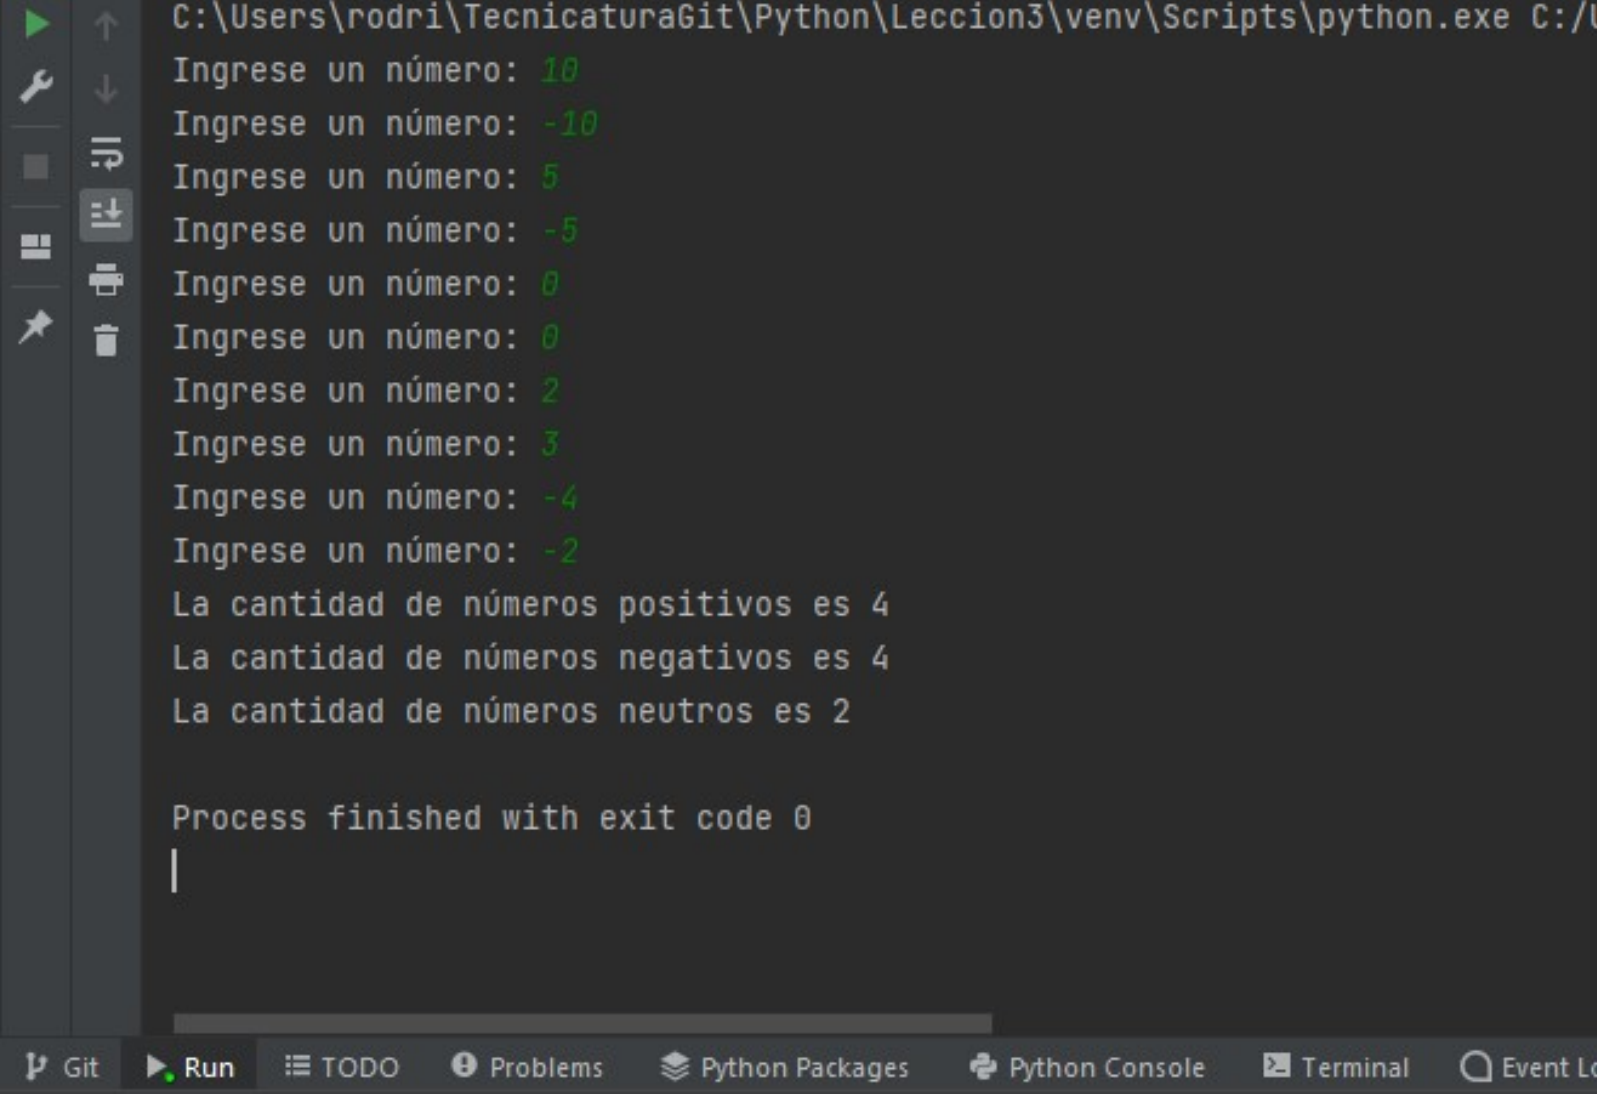 C:\Users\rodri\TecnicaturaGit\Python\Leccion3\venv\Scripts\python.exe C:/U
Ingrese un número: 10
Ingrese un número: -10
Ingrese un número: 5
Ingrese un número: -5
Ingrese un número: 0
Ingrese un número: 0
Ingrese un número: 2
Ingrese un número: 3
Ingrese un número: -4
Ingrese un número: -2
La cantidad de números positivos es 4
La cantidad de números negativos es 4
La cantidad de números neutros es 2
Process finished with exit code 0
Git Run TODO Problems Python Packages Python Console Terminal Event Lo